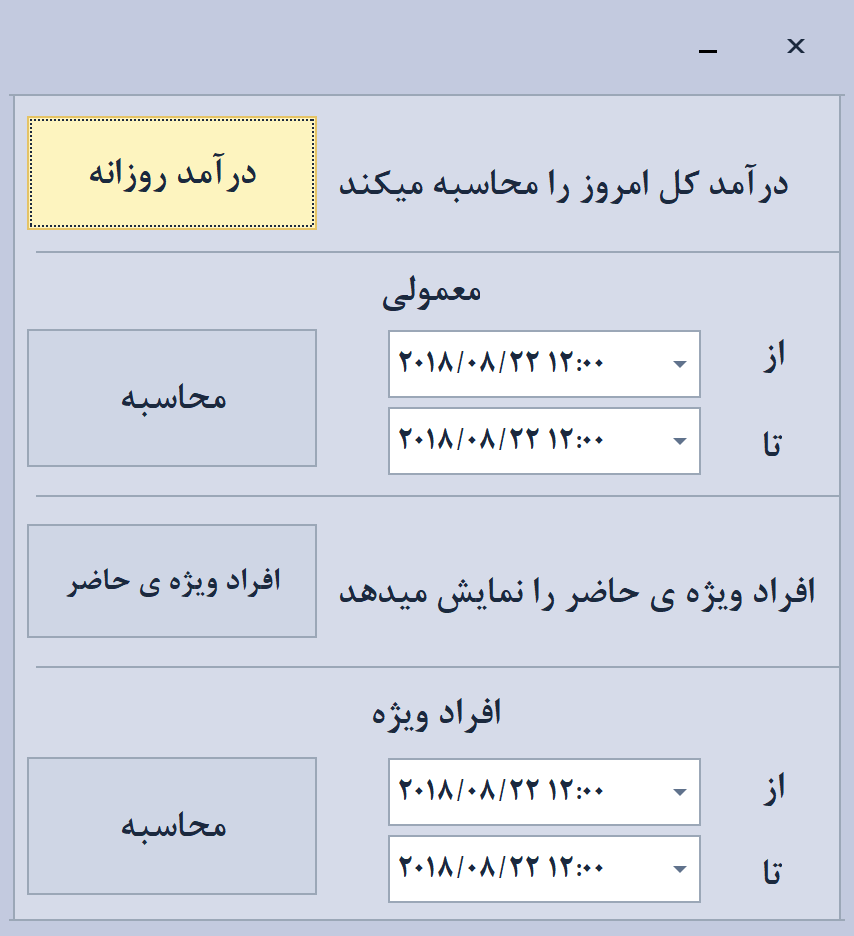 درآمد کل امروز را محاسبه میکند
درآمد روزانه
معمولی
از
۲۰۱۸/۰۸/۲۲ ۱۲:۰۰
تا
۲۰۱۸/۰۸/۲۲ ۱۲:۰۰
محاسبه
افراد ویژه ی حاضر را نمایش میدهد
افراد ویژه ی حاضر
افراد ویژه
از
۲۰۱۸/۰۸/۲۲ ۱۲:۰۰
تا
۲۰۱۸/۰۸/۲۲ ۱۲:۰۰
محاسبه